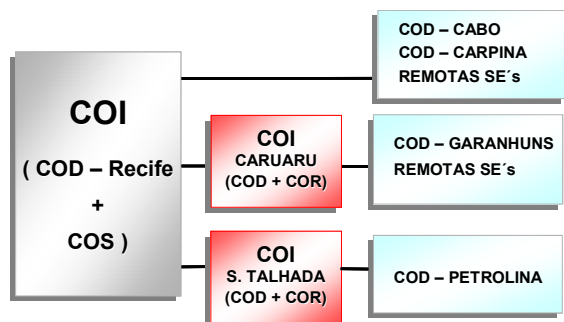 COI
( COD – Recife
+
COS )
COD – CABO
COD – CARPINA
REMOTAS SE´s
COI
CARUARU
(COD + COR)
COD – GARANHUNS
REMOTAS SE´s
COI
S. TALHADA
(COD + COR)
COD – PETROLINA